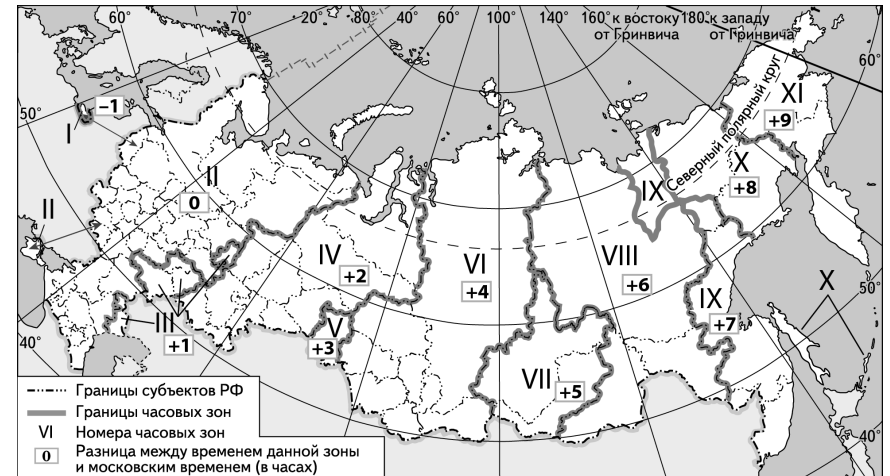 60° 70° 20° 80° 40° 60° 100° 140° 160° к востоку 180° к западу
от Гринвича от Гринвича
60°
–1
50°
I
XI
+9
Северный полярный круг
II
X
IX
+8
0
II
IV
VI
VIII
+2
+4
+6
X
50°
IX
III
V
+7
+1
+3
40°
VII
+5
40°
Границы субъектов РФ
Границы часовых зон
VI Номера часовых зон
0 Разница между временем данной зоны
и московским временем (в часах)